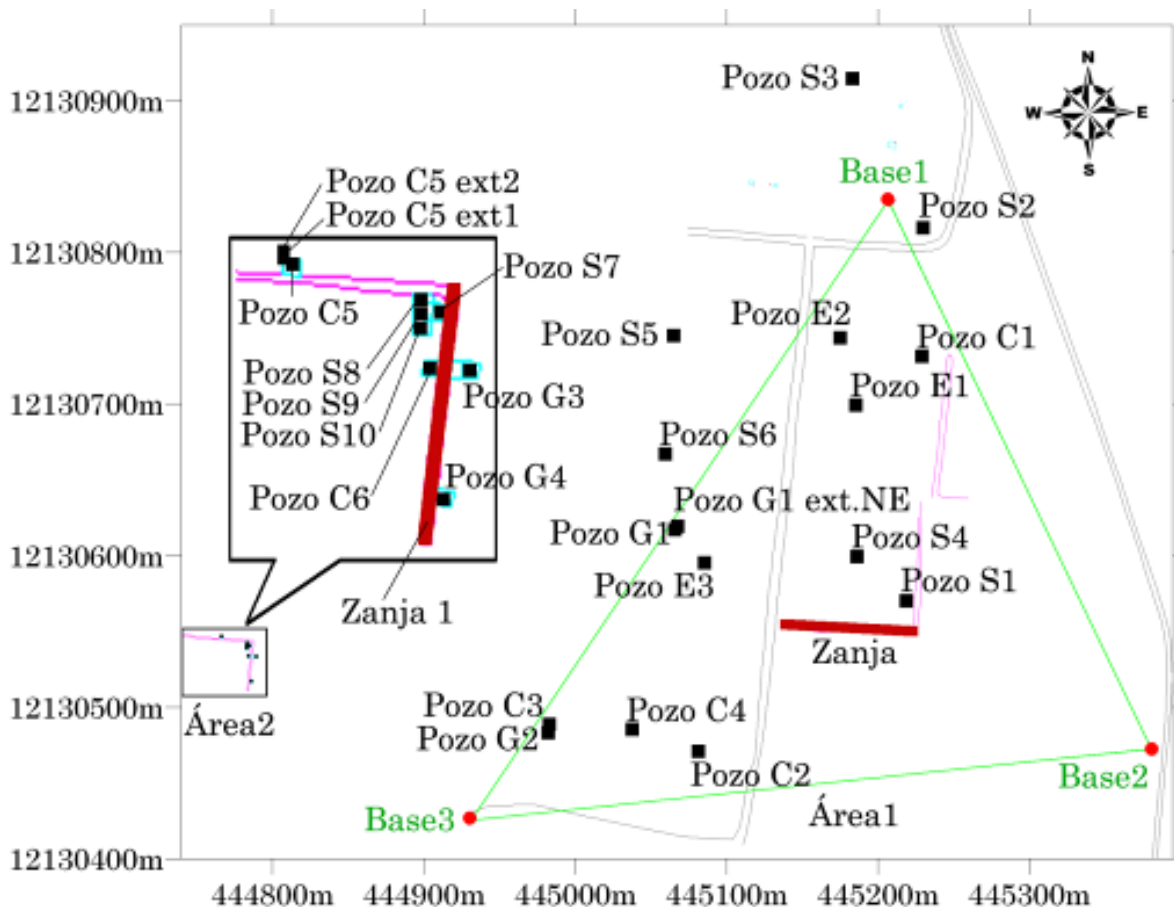 N
Pozo S3
12130900m
W
E
S
Base1
Pozo C5 ext2
Pozo S2
Pozo C5 ext1
12130800m
Pozo S7
Pozo C5
Pozo E2
Pozo S5
Pozo C1
Pozo S8
Pozo E1
Pozo G3
12130700m
Pozo S9
Pozo S10
Pozo S6
Pozo G4
Pozo C6
Pozo G1 ext.NE
Pozo G1
Pozo S4
12130600m
Pozo E3
Pozo S1
Zanja 1
Zanja
Pozo C3
Pozo C4
12130500m
Área2
Pozo G2
Pozo C2
Base2
Base3
Área1
12130400m
444800m 444900m 445000m 445100m 445200m 445300m